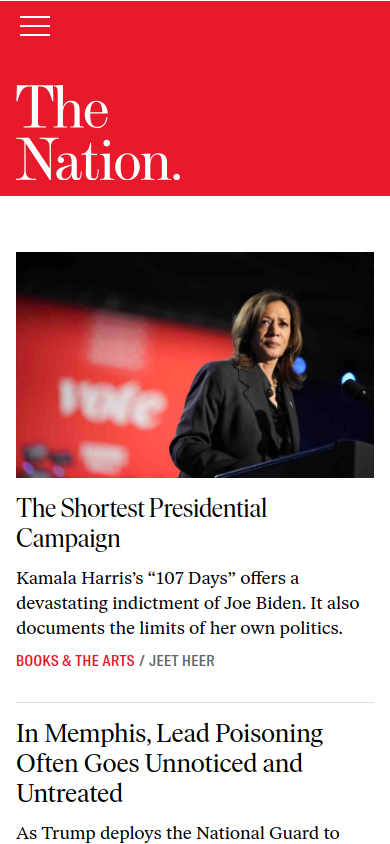 The
Nation.
vote
The Shortest Presidential
Campaign
Kamala Harris’s “107 Days” offers a
devastating indictment of Joe Biden. It also
documents the limits of her own politics.
BOOKS & THE ARTS / JEET HEER
In Memphis, Lead Poisoning
Often Goes Unnoticed and
Untreated
As Trump deploys the National Guard to